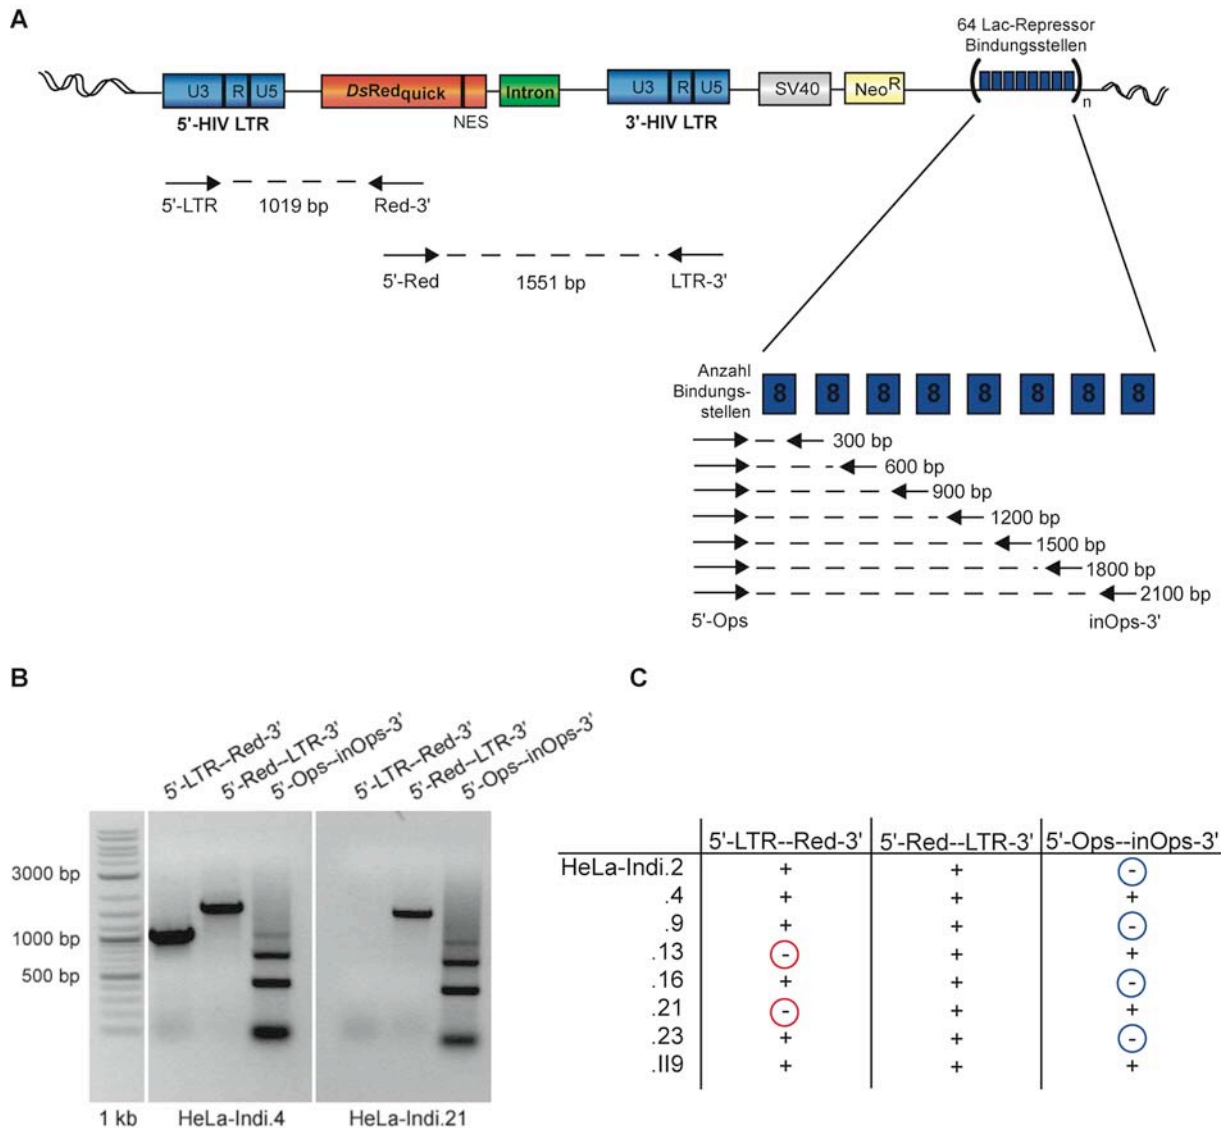 A
64 Lac-Repressor
Bindungsstellen
U3 R U5
DsRedquick
Intron
U3 R U5
SV40
NeoR
n
5'-HIV LTR
NES
3'-HIV LTR
5'-LTR
1019 bp
Red-3'
5'-Red
1551 bp
LTR-3'
Anzahl
Bindungs-
stellen
8 8 8 8 8 8 8 8
300 bp
600 bp
900 bp
1200 bp
1500 bp
1800 bp
2100 bp
5'-Ops
inOps-3'
B
5'-LTR--Red-3'
5'-Red--LTR-3'
5'-Ops--inOps-3'
5'-LTR--Red-3'
5'-Red--LTR-3'
5'-Ops--inOps-3'
3000 bp
1000 bp
500 bp
1 kb
HeLa-Indi.4
HeLa-Indi.21
C
5'-LTR--Red-3' 5'-Red--LTR-3' 5'-Ops--inOps-3'
HeLa-Indi.2 + + -
.4 + + +
.9 + + -
.13 - + +
.16 + + -
.21 - + +
.23 + + -
.II9 + + +